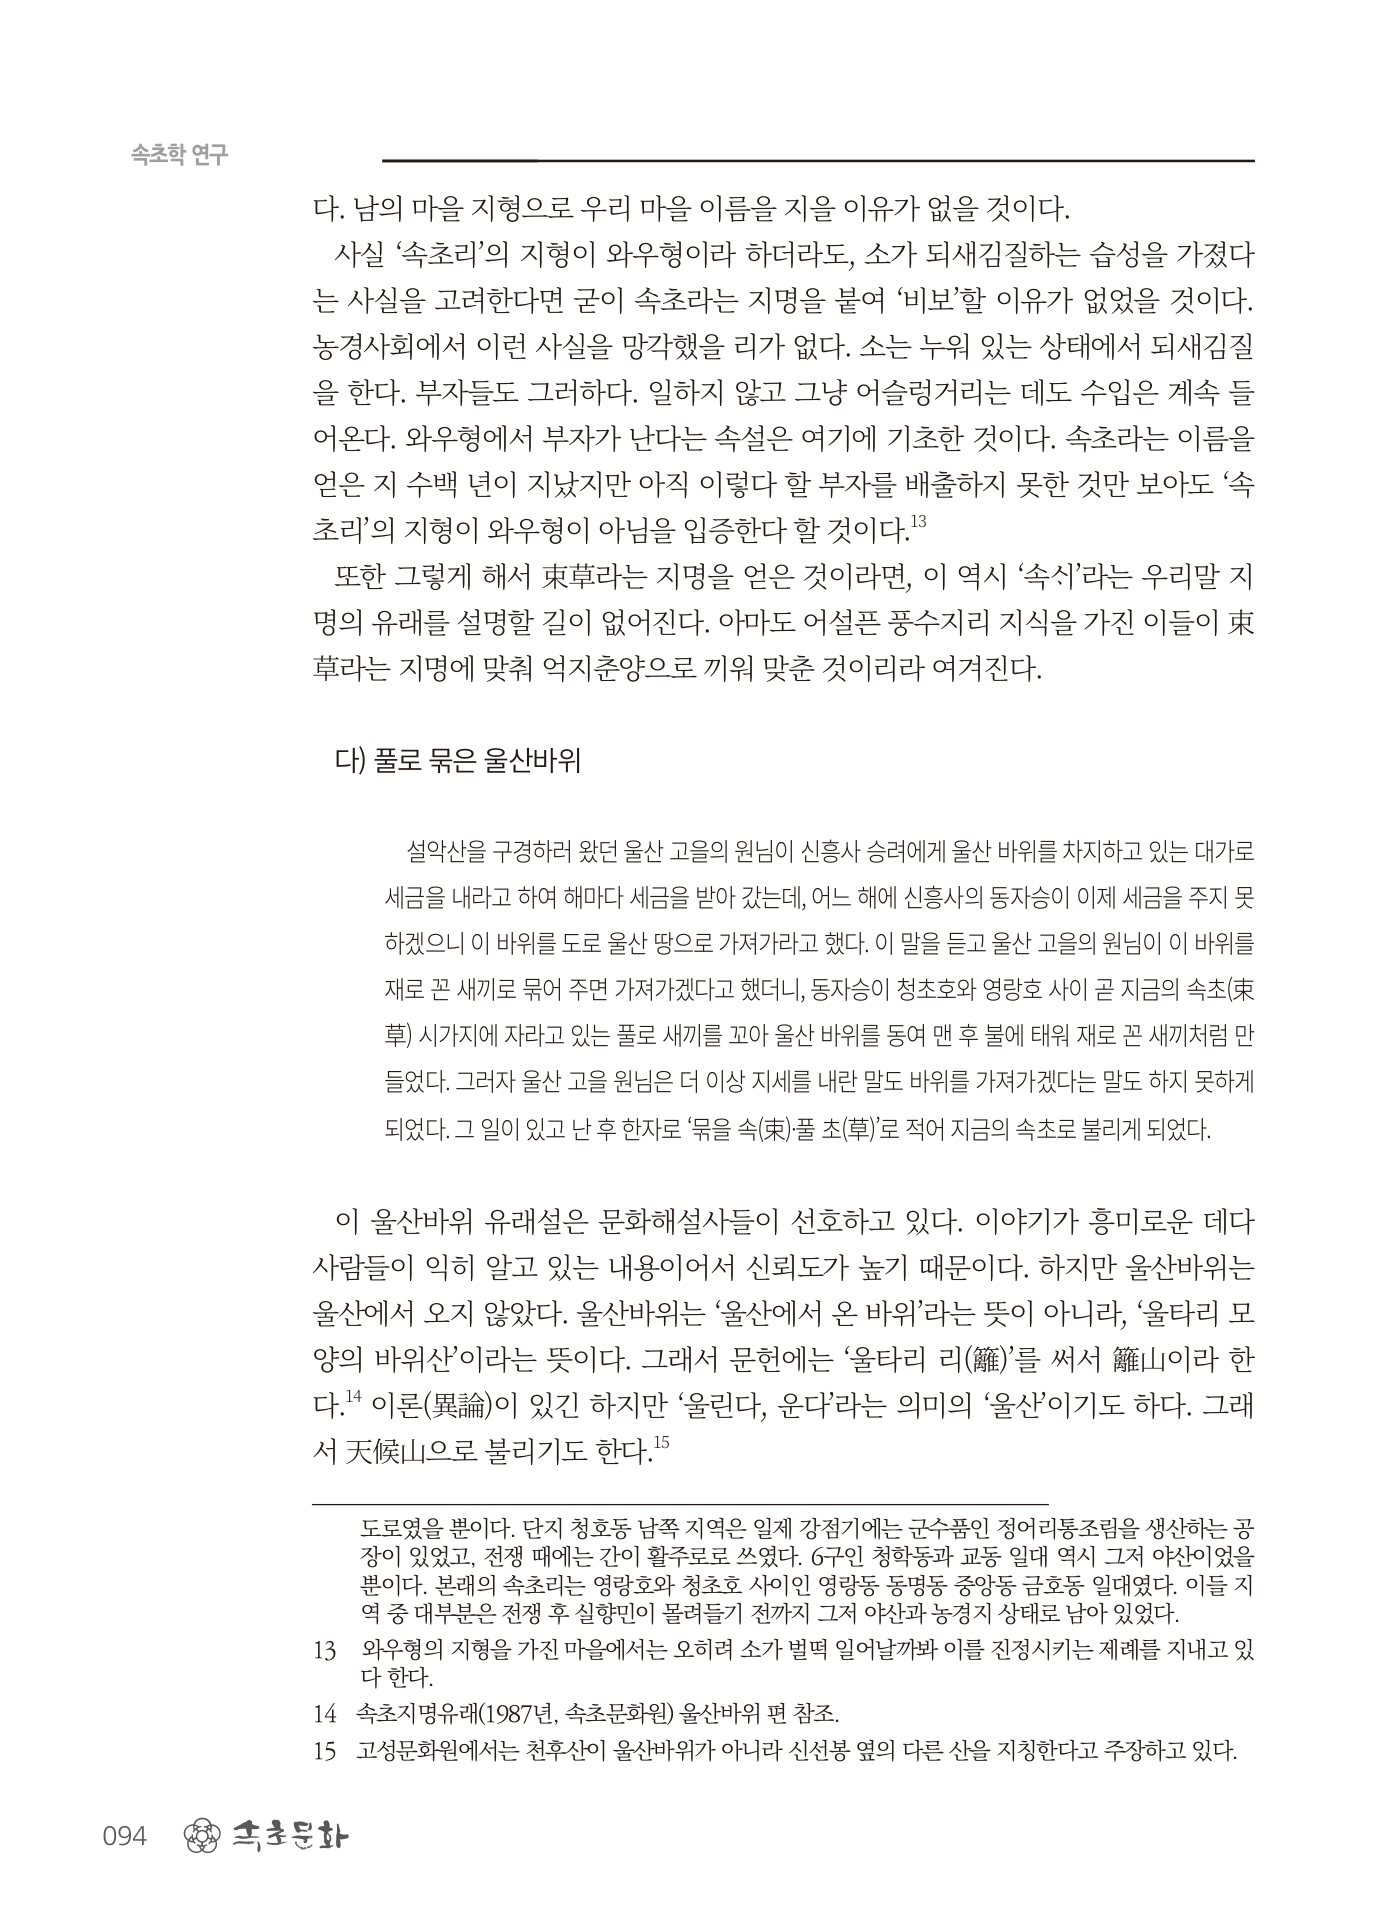 속초학 연구
다. 남의 마을 지형으로 우리 마을 이름을 지을 이유가 없을 것이다.
사실 ‘속초리’의 지형이 와우형이라 하더라도, 소가 되새김질하는 습성을 가졌다
는 사실을 고려한다면 굳이 속초라는 지명을 붙여 ‘비보’할 이유가 없었을 것이다.
농경사회에서 이런 사실을 망각했을 리가 없다. 소는 누워 있는 상태에서 되새김질
을 한다. 부자들도 그러하다. 일하지 않고 그냥 어슬렁거리는 데도 수입은 계속 들
어온다. 와우형에서 부자가 난다는 속설은 여기에 기초한 것이다. 속초라는 이름을
얻은 지 수백 년이 지났지만 아직 이렇다 할 부자를 배출하지 못한 것만 보아도 ‘속
초리’의 지형이 와우형이 아님을 입증한다 할 것이다.13
또한 그렇게 해서 束草라는 지명을 얻은 것이라면, 이 역시 ‘속ᄉᆡ’라는 우리말 지
명의 유래를 설명할 길이 없어진다. 아마도 어설픈 풍수지리 지식을 가진 이들이 束
草라는 지명에 맞춰 억지춘양으로 끼워 맞춘 것이리라 여겨진다.
다) 풀로 묶은 울산바위
설악산을 구경하러 왔던 울산 고을의 원님이 신흥사 승려에게 울산 바위를 차지하고 있는 대가로
세금을 내라고 하여 해마다 세금을 받아 갔는데, 어느 해에 신흥사의 동자승이 이제 세금을 주지 못
하겠으니 이 바위를 도로 울산 땅으로 가져가라고 했다. 이 말을 듣고 울산 고을의 원님이 이 바위를
재로 꼰 새끼로 묶어 주면 가져가겠다고 했더니, 동자승이 청초호와 영랑호 사이 곧 지금의 속초(束
草) 시가지에 자라고 있는 풀로 새끼를 꼬아 울산 바위를 동여 맨 후 불에 태워 재로 꼰 새끼처럼 만
들었다. 그러자 울산 고을 원님은 더 이상 지세를 내란 말도 바위를 가져가겠다는 말도 하지 못하게
되었다. 그 일이 있고 난 후 한자로 ‘묶을 속(束)·풀 초(草)’로 적어 지금의 속초로 불리게 되었다.
이 울산바위 유래설은 문화해설사들이 선호하고 있다. 이야기가 흥미로운 데다
사람들이 익히 알고 있는 내용이어서 신뢰도가 높기 때문이다. 하지만 울산바위는
울산에서 오지 않았다. 울산바위는 ‘울산에서 온 바위’라는 뜻이 아니라, ‘울타리 모
양의 바위산’이라는 뜻이다. 그래서 문헌에는 ‘울타리 리(籬)’를 써서 籬山이라 한
다.14 이론(異論)이 있긴 하지만 ‘울린다, 운다’라는 의미의 ‘울산’이기도 하다. 그래
서 天候山으로 불리기도 한다.15
도로였을 뿐이다. 단지 청호동 남쪽 지역은 일제 강점기에는 군수품인 정어리통조림을 생산하는 공
장이 있었고, 전쟁 때에는 간이 활주로로 쓰였다. 6구인 청학동과 교동 일대 역시 그저 야산이었을
뿐이다. 본래의 속초리는 영랑호와 청초호 사이인 영랑동 동명동 중앙동 금호동 일대였다. 이들 지
역 중 대부분은 전쟁 후 실향민이 몰려들기 전까지 그저 야산과 농경지 상태로 남아 있었다.
13 와우형의 지형을 가진 마을에서는 오히려 소가 벌떡 일어날까봐 이를 진정시키는 제례를 지내고 있
다 한다.
14 속초지명유래(1987년, 속초문화원) 울산바위 편 참조.
15 고성문화원에서는 천후산이 울산바위가 아니라 신선봉 옆의 다른 산을 지칭한다고 주장하고 있다.
094 속초문화